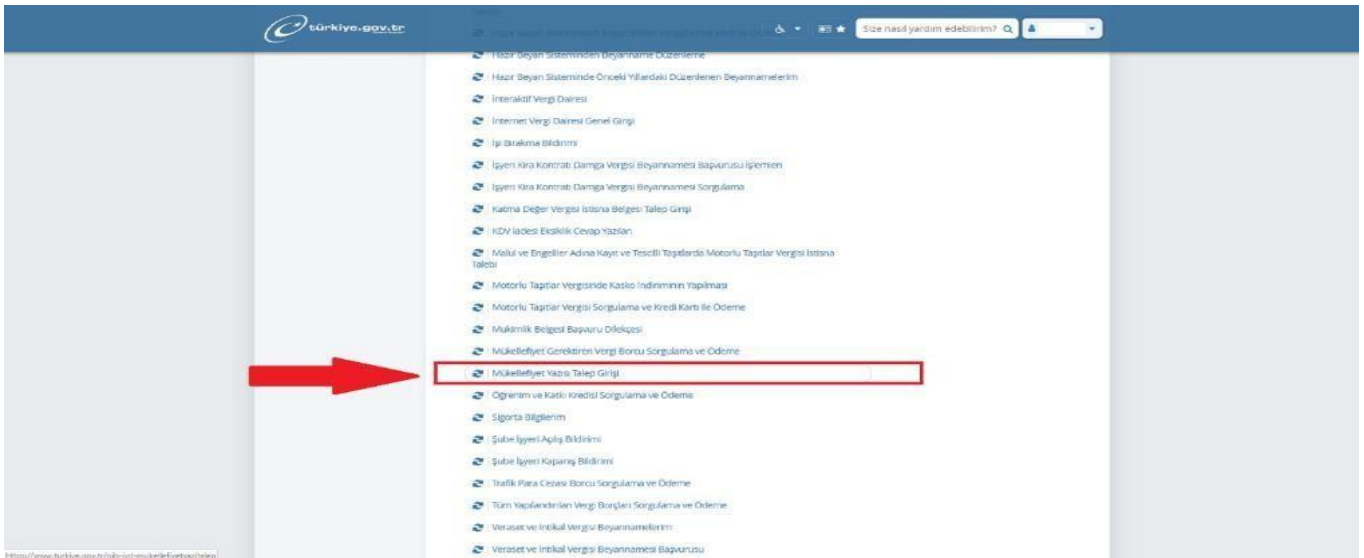 türkiye.gov.tr
Size nasıl yardım edebilirim?
Hazır Beyan Sisteminden Beyanname Düzenleme
Hazır Beyan Sisteminde Önceki Yıllardaki Düzenlenen Beyannamelerim
İnteraktif Vergi Dairesi
İnternet Vergi Dairesi Genel Girişi
İşi Bırakma Bildirimi
İşyeri Kira Kontratı Damga Vergisi Beyannamesi Başvurusu İşlemleri
İşyeri Kira Kontratı Damga Vergisi Beyannamesi Sorgulama
Katma Değer Vergisi İstisna Belgesi Talep Girişi
KDV İadesi Eksiklik Cevap Yazıları
Malul ve Engelliler Adına Kayıt ve Tescilli Taşıtlarda Motorlu Taşıtlar Vergisi İstisna
Talebi
Motorlu Taşıtlar Vergisinde Kasko İndiriminin Yapılması
Motorlu Taşıtlar Vergisi Sorgulama ve Kredi Kartı ile Ödeme
Mukimlik Belgesi Başvuru Dilekçesi
Mükellefiyet Gerektiren Vergi Borcu Sorgulama ve Ödeme
Mükellefiyet Yazısı Talep Girişi
Öğrenim ve Katkı Kredisi Sorgulama ve Ödeme
Sigorta Bilgilerim
Şube İşyeri Açılış Bildirimi
Şube İşyeri Kapanış Bildirimi
Trafik Para Cezası Borcu Sorgulama ve Ödeme
Tüm Yapılandırılan Vergi Borçları Sorgulama ve Ödeme
Veraset ve İntikal Vergisi Beyannamelerim
Veraset ve İntikal Vergisi Beyannamesi Başvurusu